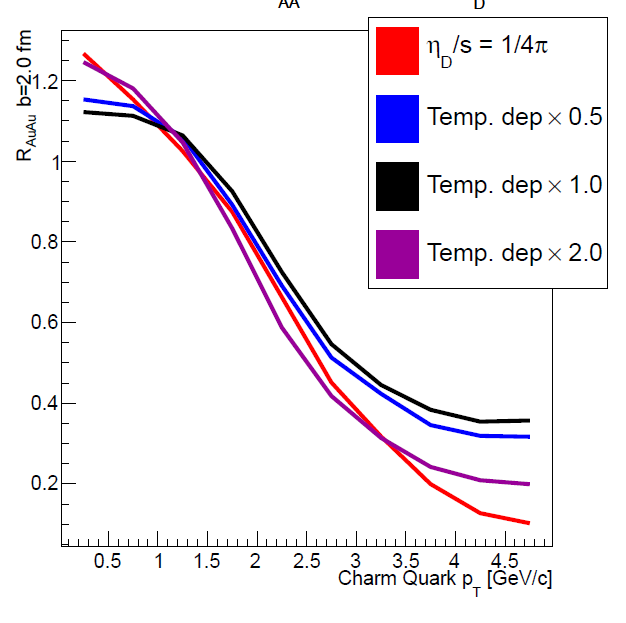 AA D
R_AuAu b=2.0 fm
η_D/s = 1/4π
Temp. dep × 0.5
Temp. dep × 1.0
Temp. dep × 2.0
1.2
1
0.8
0.6
0.4
0.2
0.5 1 1.5 2 2.5 3 3.5 4 4.5
Charm Quark p_T [GeV/c]